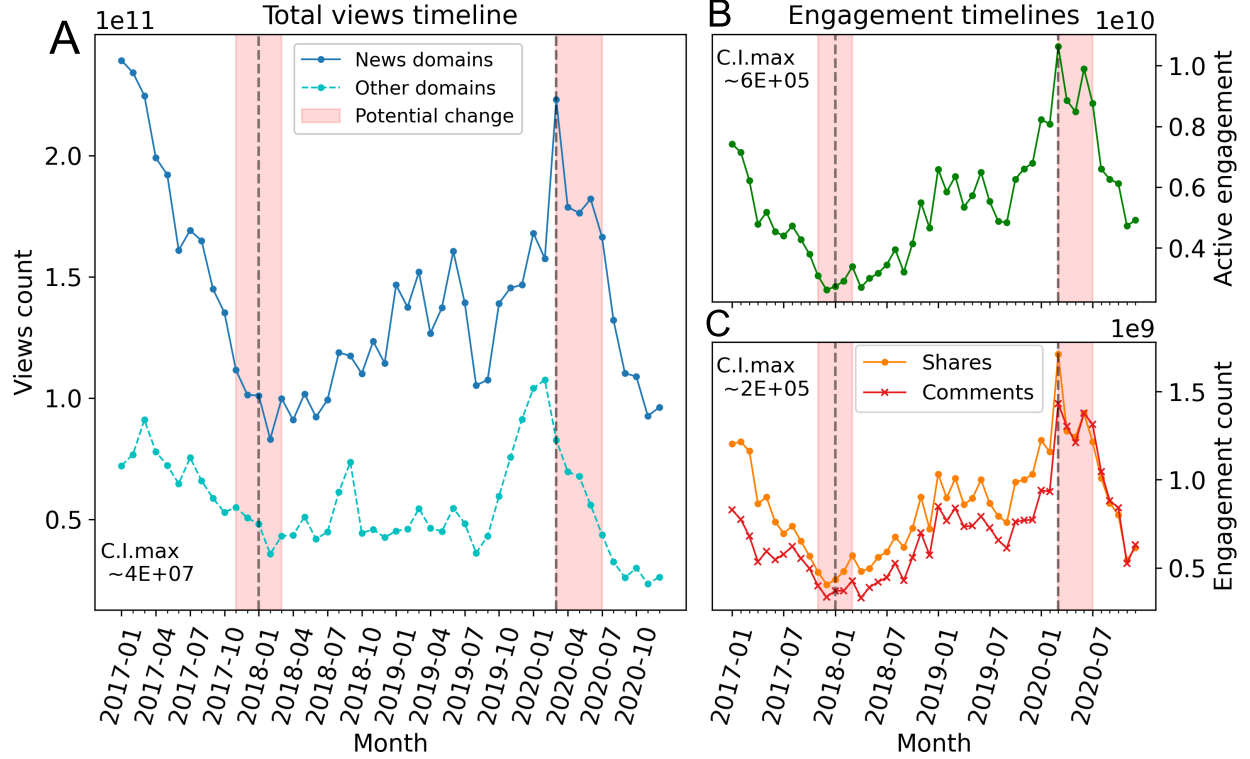 A
1e11
Total views timeline
News domains
Other domains
Potential change
Views count
2.0
1.5
1.0
0.5
C.I.max
~4E+07
2017-01
2017-04
2017-07
2017-10
2018-01
2018-04
2018-07
2018-10
2019-01
2019-04
2019-07
2019-10
2020-01
2020-04
2020-07
2020-10
Month
B
Engagement timelines
1e10
C.I.max
~6E+05
1.0
0.8
0.6
0.4
Active engagement
C
1e9
C.I.max
~2E+05
Shares
Comments
1.5
1.0
0.5
Engagement count
2017-01
2017-07
2018-01
2018-07
2019-01
2019-07
2020-01
2020-07
Month